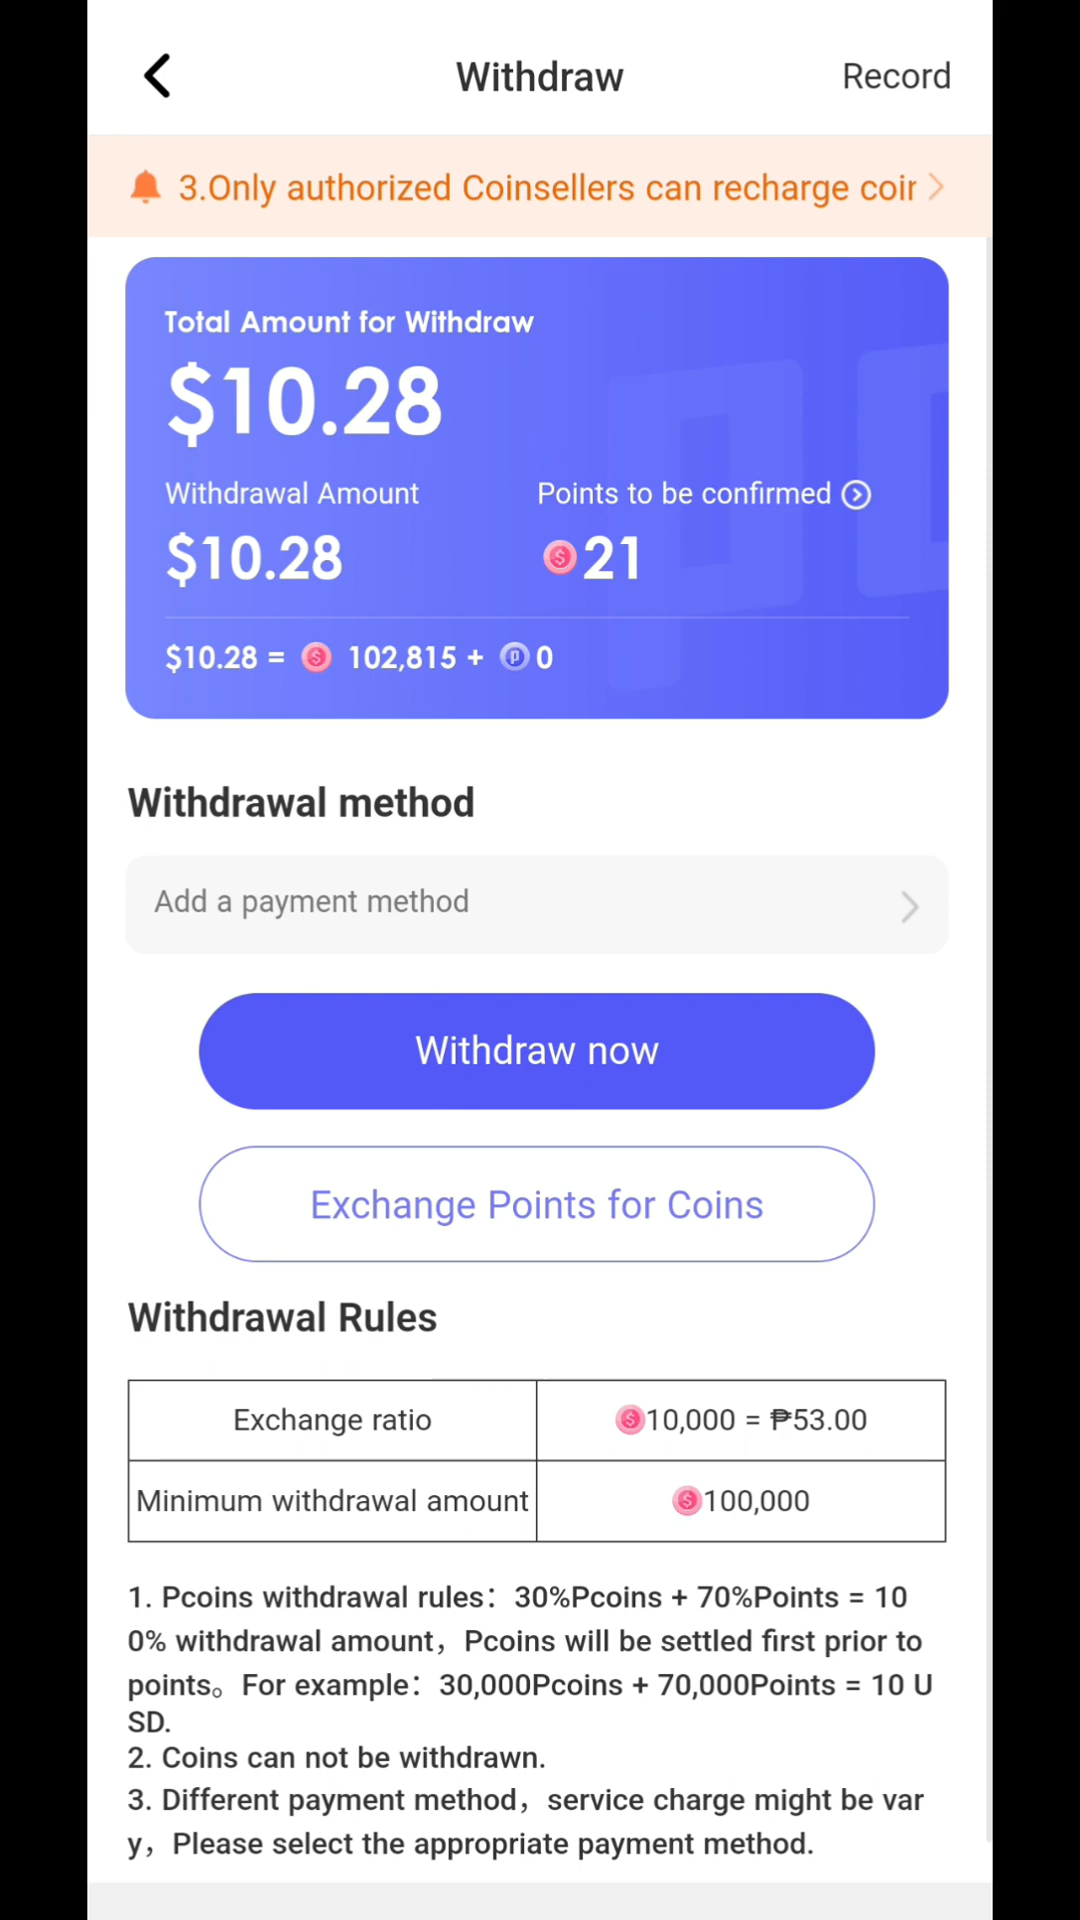 Withdraw
Record
3.Only authorized Coinsellers can recharge coin
Total Amount for Withdraw
$10.28
Withdrawal Amount
Points to be confirmed
$10.28
21
$10.28 = 102,815 + 0
Withdrawal method
Add a payment method
Withdraw now
Exchange Points for Coins
Withdrawal Rules
Exchange ratio
10,000 = ₱53.00
Minimum withdrawal amount
100,000
1. Pcoins withdrawal rules：30%Pcoins + 70%Points = 10
0% withdrawal amount，Pcoins will be settled first prior to
points。For example：30,000Pcoins + 70,000Points = 10 U
SD.
2. Coins can not be withdrawn.
3. Different payment method，service charge might be var
y，Please select the appropriate payment method.